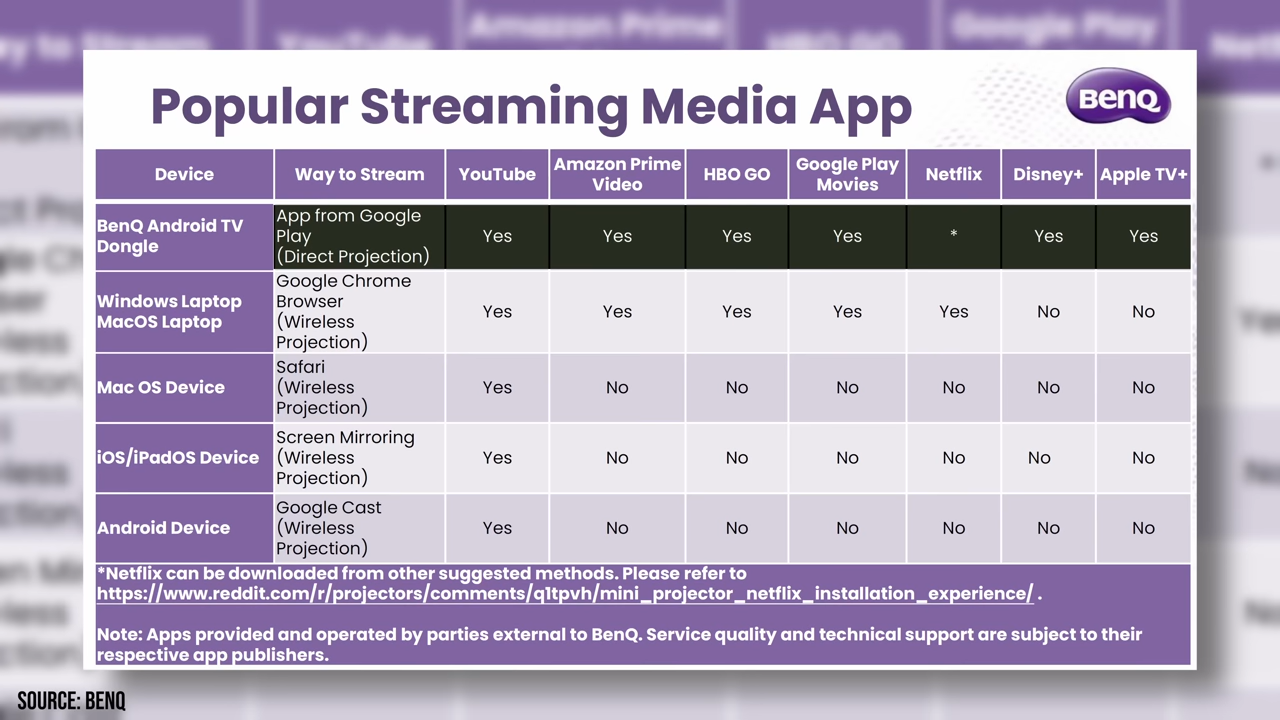 Popular Streaming Media App
BenQ
Device
Way to Stream
YouTube
Amazon Prime
Video
HBO GO
Google Play
Movies
Netflix
Disney+
Apple TV+
BenQ Android TV
Dongle
App from Google
Play
(Direct Projection)
Yes
Yes
Yes
Yes
*
Yes
Yes
Windows Laptop
MacOS Laptop
Google Chrome
Browser
(Wireless
Projection)
Yes
Yes
Yes
Yes
Yes
No
No
Mac OS Device
Safari
(Wireless
Projection)
Yes
No
No
No
No
No
No
iOS/iPadOS Device
Screen Mirroring
(Wireless
Projection)
Yes
No
No
No
No
No
No
Android Device
Google Cast
(Wireless
Projection)
Yes
No
No
No
No
No
No
*Netflix can be downloaded from other suggested methods. Please refer to
https://www.reddit.com/r/projectors/comments/q1tpvh/mini_projector_netflix_installation_experience/ .
Note: Apps provided and operated by parties external to BenQ. Service quality and technical support are subject to their
respective app publishers.
SOURCE: BENQ